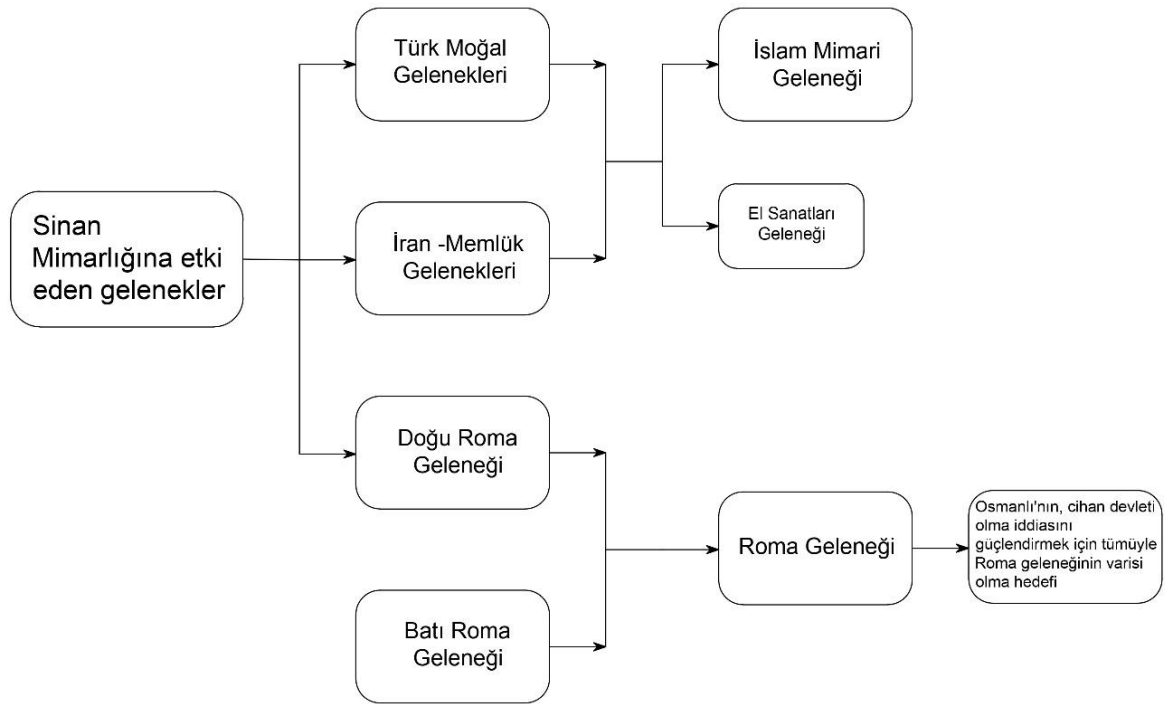 Sinan
Mimarlığına etki
eden gelenekler
Türk Moğal
Gelenekleri
İran -Memlük
Gelenekleri
Doğu Roma
Geleneği
Batı Roma
Geleneği
İslam Mimari
Geleneği
El Sanatları
Geleneği
Roma Geleneği
Osmanlı'nın, cihan devleti
olma iddiasını
güçlendirmek için tümüyle
Roma geleneğinin varisi
olma hedefi